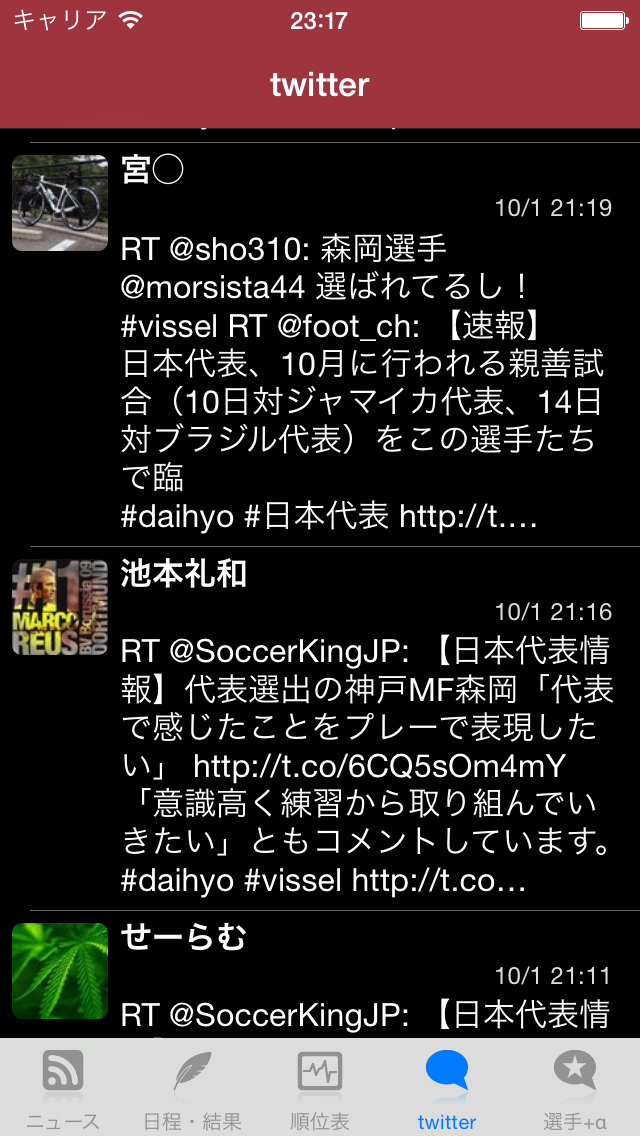 キャリア 23:17
twitter
宮◯
10/1 21:19
RT @sho310: 森岡選手
@morsista44 選ばれてるし！
#vissel RT @foot_ch: 【速報】
日本代表、10月に行われる親善試
合（10日対ジャマイカ代表、14日
対ブラジル代表）をこの選手たち
で臨
#daihyo #日本代表 http://t.…
#11
MARCO
REUS
BV Borussia 09
DORTMUND
池本礼和
10/1 21:16
RT @SoccerKingJP: 【日本代表情
報】代表選出の神戸MF森岡「代表
で感じたことをプレーで表現した
い」 http://t.co/6CQ5sOm4mY
「意識高く練習から取り組んでい
きたい」ともコメントしています。
#daihyo #vissel http://t.co…
せーらむ
10/1 21:11
RT @SoccerKingJP: 【日本代表情
ニュース 日程・結果 順位表 twitter 選手+α